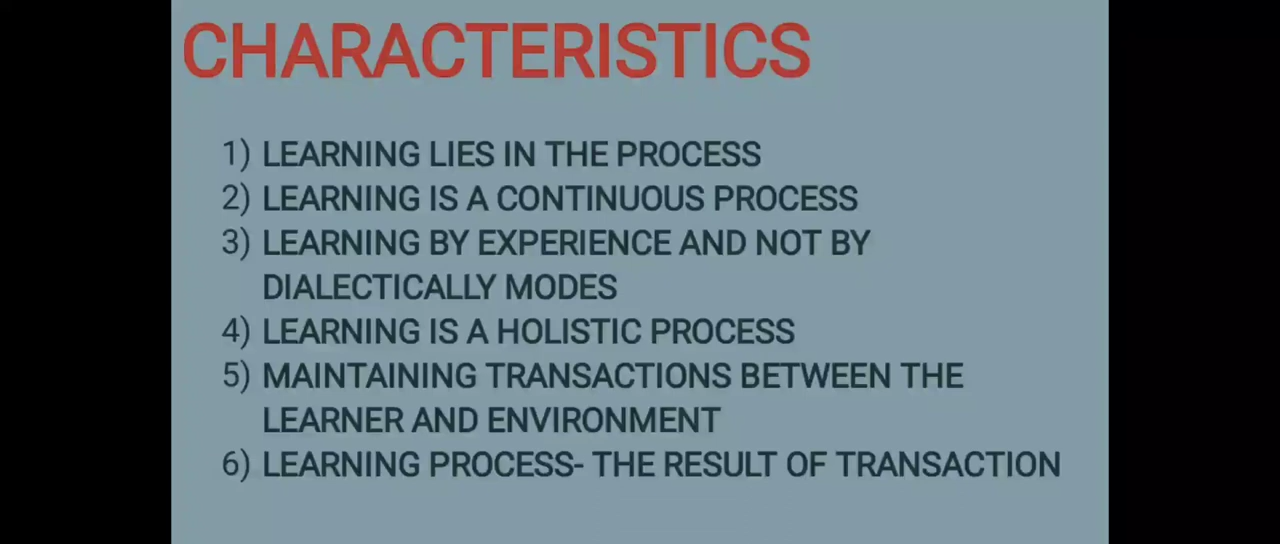 CHARACTERISTICS
1) LEARNING LIES IN THE PROCESS
2) LEARNING IS A CONTINUOUS PROCESS
3) LEARNING BY EXPERIENCE AND NOT BY
DIALECTICALLY MODES
4) LEARNING IS A HOLISTIC PROCESS
5) MAINTAINING TRANSACTIONS BETWEEN THE
LEARNER AND ENVIRONMENT
6) LEARNING PROCESS- THE RESULT OF TRANSACTION